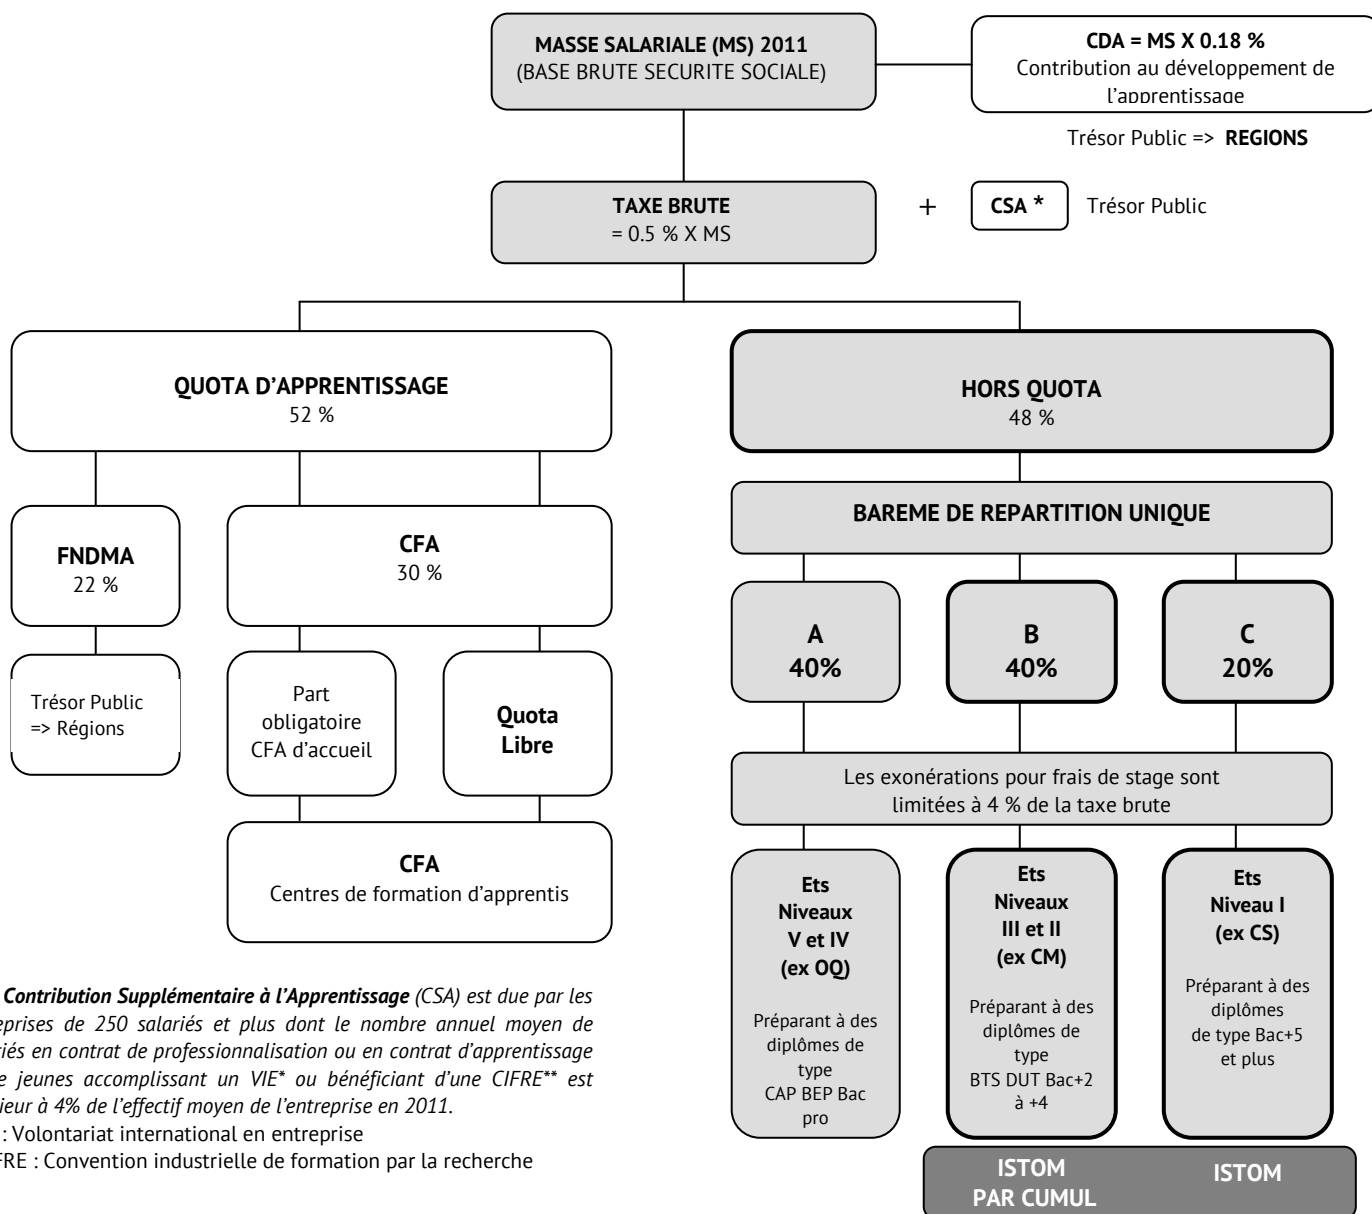 MASSE SALARIALE (MS) 2011
(BASE BRUTE SECURITE SOCIALE)
CDA = MS X 0.18 %
Contribution au développement de
l’apprentissage
Trésor Public => REGIONS
TAXE BRUTE
= 0.5 % X MS
+
CSA *
Trésor Public
QUOTA D’APPRENTISSAGE
52 %
HORS QUOTA
48 %
FNDMA
22 %
CFA
30 %
BAREME DE REPARTITION UNIQUE
A
40%
B
40%
C
20%
Trésor Public
=> Régions
Part
obligatoire
CFA d’accueil
Quota
Libre
Les exonérations pour frais de stage sont
limitées à 4 % de la taxe brute
CFA
Centres de formation d’apprentis
Ets
Niveaux
V et IV
(ex OQ)
Préparant à des
diplômes de
type
CAP BEP Bac
pro
Ets
Niveaux
III et II
(ex CM)
Préparant à des
diplômes de
type
BTS DUT Bac+2
à +4
Ets
Niveau I
(ex CS)
Préparant à des
diplômes
de type Bac+5
et plus
Contribution Supplémentaire à l’Apprentissage (CSA) est due par les
reprises de 250 salariés et plus dont le nombre annuel moyen de
riés en contrat de professionnalisation ou en contrat d’apprentissage
e jeunes accomplissant un VIE* ou bénéficiant d’une CIFRE** est
ieur à 4% de l’effectif moyen de l’entreprise en 2011.
: Volontariat international en entreprise
FRE : Convention industrielle de formation par la recherche
ISTOM
PAR CUMUL
ISTOM